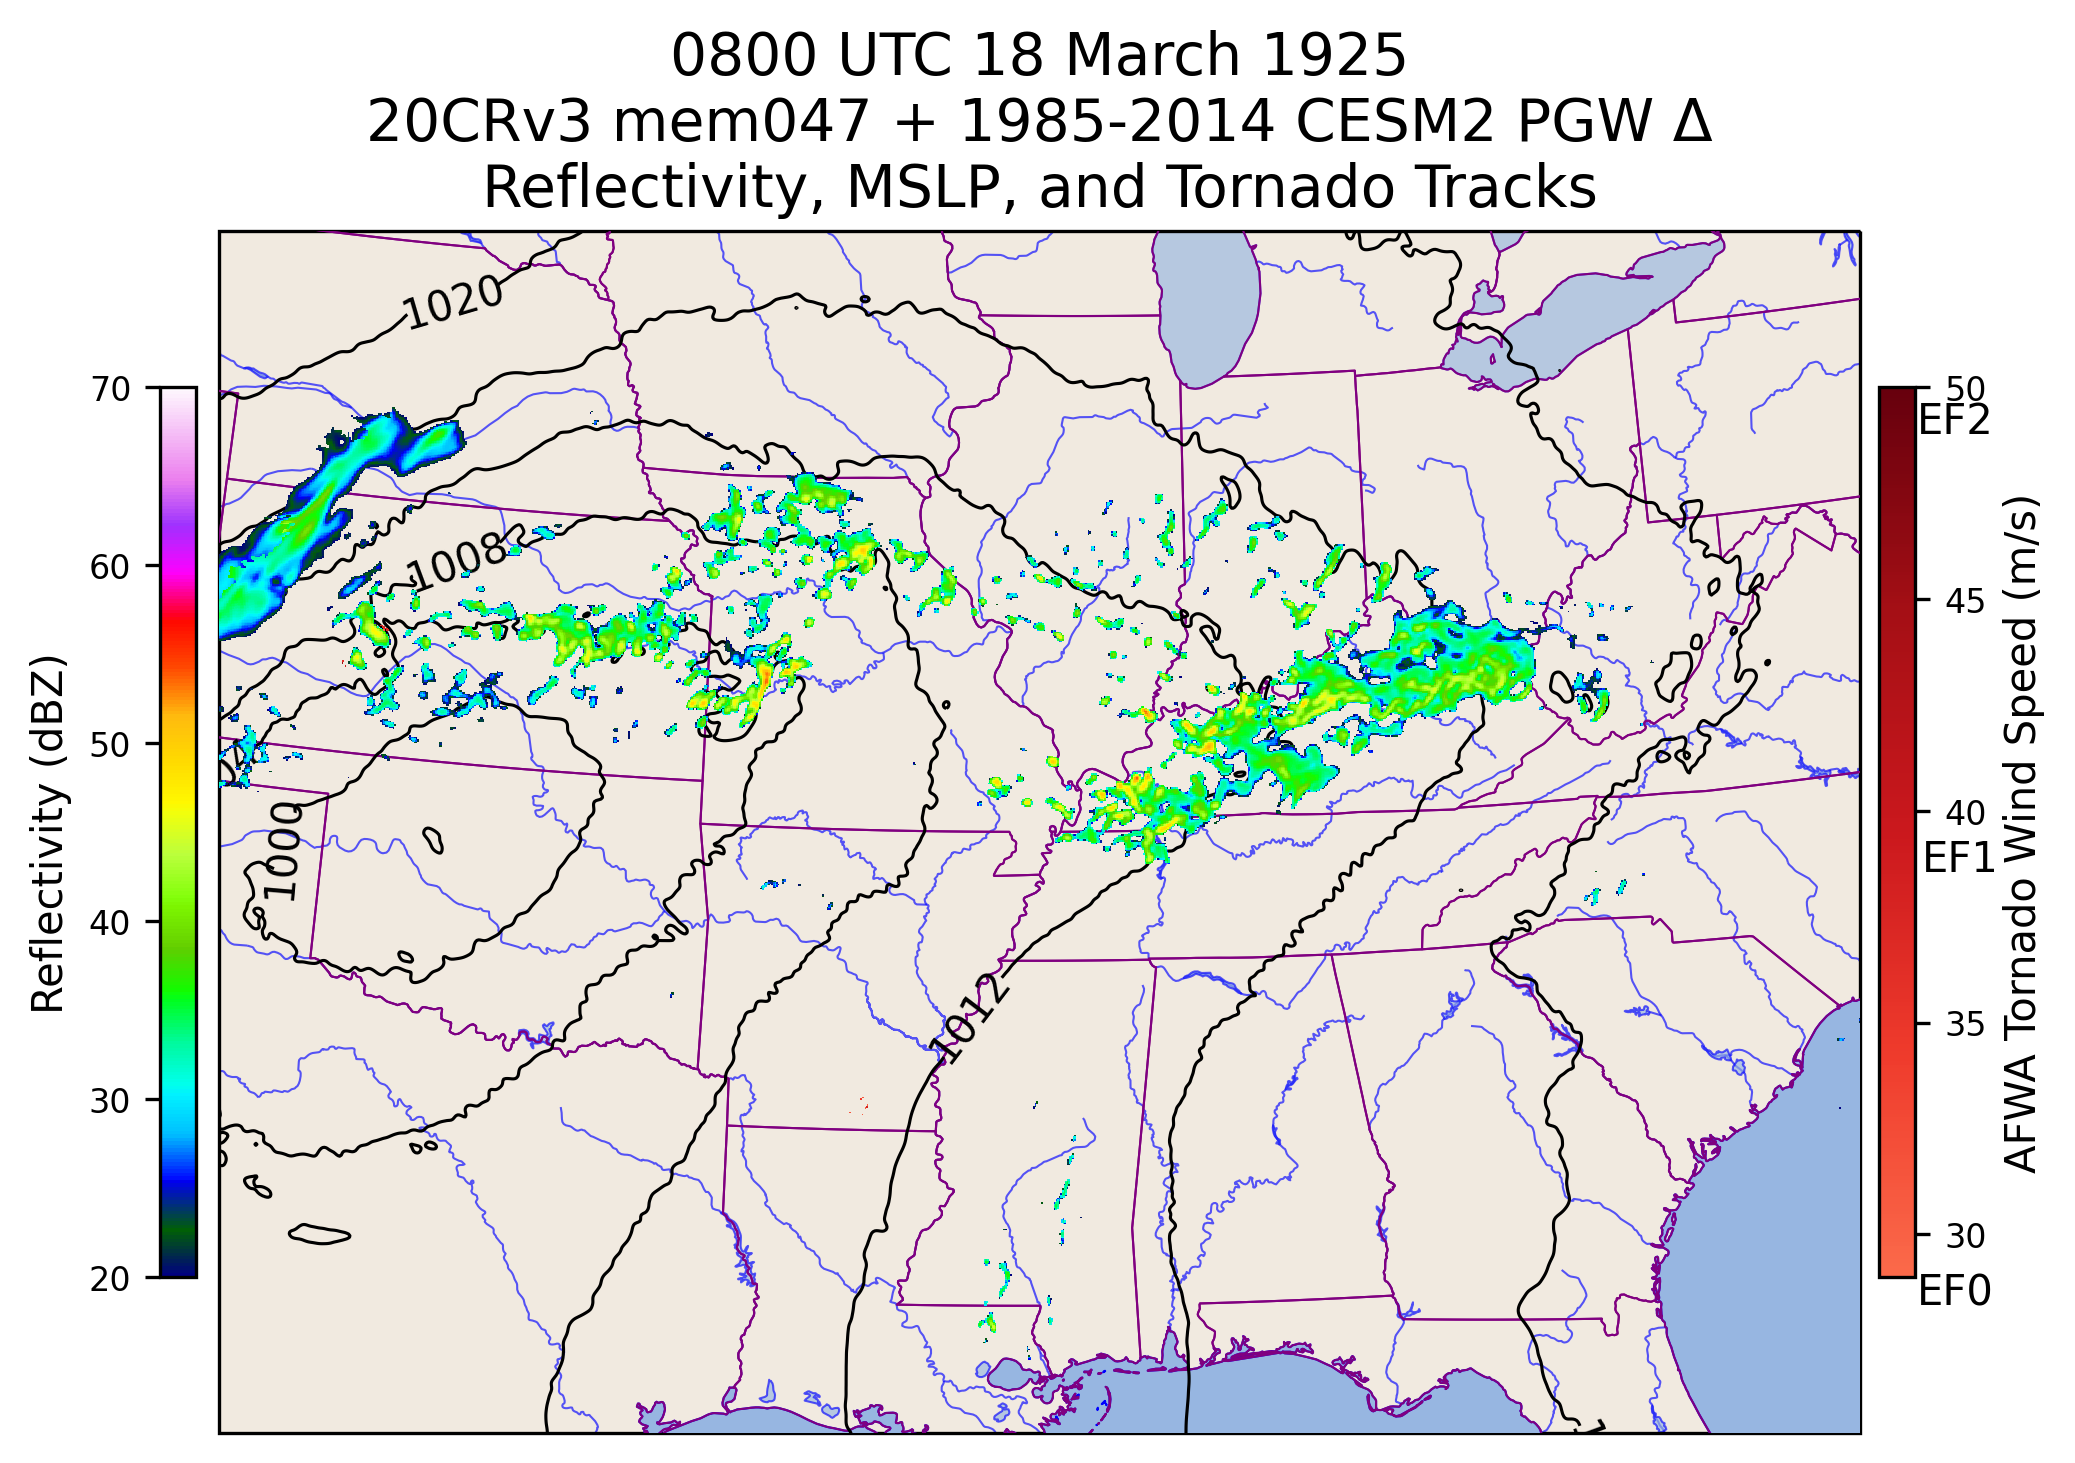 0800 UTC 18 March 1925
20CRv3 mem047 + 1985-2014 CESM2 PGW Δ
Reflectivity, MSLP, and Tornado Tracks
1020
1008
1000
1012
70
60
50
40
30
20
Reflectivity (dBZ)
50
EF2
45
40
EF1
35
30
EF0
AFWA Tornado Wind Speed (m/s)